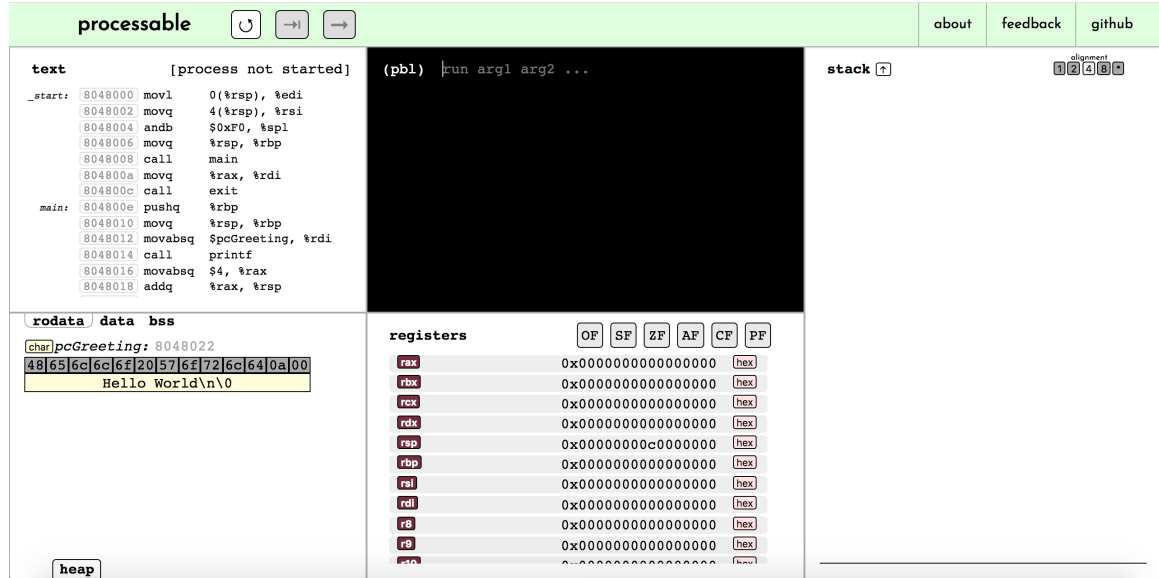 processable
about feedback github
text [process not started]
_start: 8048000 movl 0(%rsp), %edi
8048002 movq 4(%rsp), %rsi
8048004 andb $0xF0, %spl
8048006 movq %rsp, %rbp
8048008 call main
804800a movq %rax, %rdi
804800c call exit
main: 804800e pushq %rbp
8048010 movq %rsp, %rbp
8048012 movabsq $pcGreeting, %rdi
8048014 call printf
8048016 movabsq $4, %rax
8048018 addq %rax, %rsp
rodata data bss
char pcGreeting: 8048022
48 65 6c 6c 6f 20 57 6f 72 6c 64 0a 00
Hello World\n\0
heap
(pbl) run arg1 arg2 ...
registers OF SF ZF AF CF PF
rax 0x0000000000000000 hex
rbx 0x0000000000000000 hex
rcx 0x0000000000000000 hex
rdx 0x0000000000000000 hex
rsp 0x00000000c0000000 hex
rbp 0x0000000000000000 hex
rsi 0x0000000000000000 hex
rdi 0x0000000000000000 hex
r8 0x0000000000000000 hex
r9 0x0000000000000000 hex
stack ↑
alignment
1 2 4 8 *